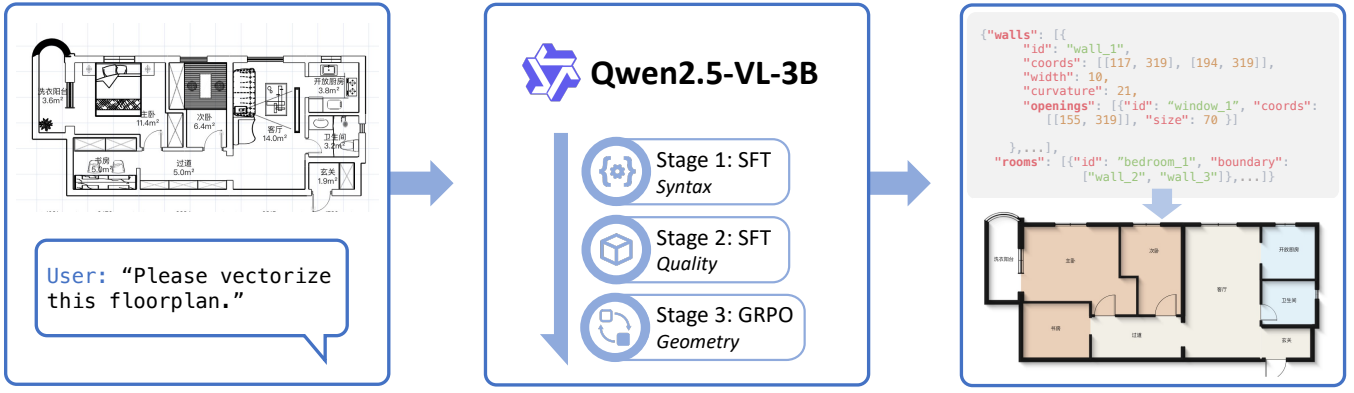 洗衣阳台
3.6m²
主卧
11.4m²
次卧
6.4m²
客厅
14.0m²
开放厨房
3.8m²
卫生间
3.2m²
书房
5.0m²
过道
5.0m²
玄关
1.9m²
User: “Please vectorize
this floorplan.”
Qwen2.5-VL-3B
Stage 1: SFT
Syntax
Stage 2: SFT
Quality
Stage 3: GRPO
Geometry
{"walls": [{
"id": "wall_1",
"coords": [[117, 319], [194, 319]],
"width": 10,
"curvature": 21,
"openings": [{"id": “window_1”, "coords":
[[155, 319]], "size": 70 }]
},...],
"rooms": [{"id": “bedroom_1", "boundary":
["wall_2", "wall_3"]},...]}
洗衣阳台
主卧
次卧
客厅
开放厨房
卫生间
书房
过道
玄关